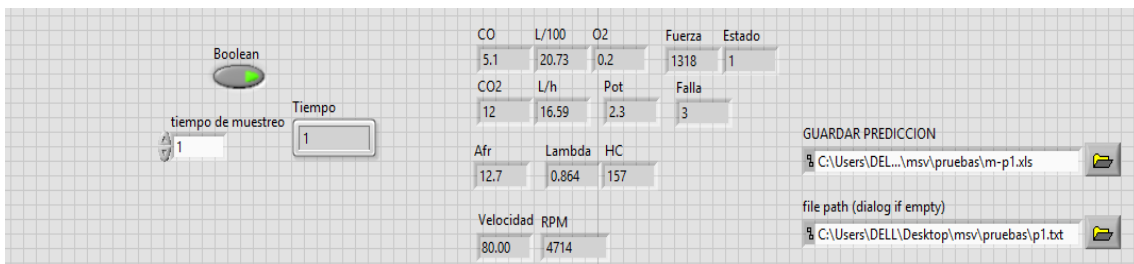 Boolean
tiempo de muestreo
1
Tiempo
1
CO L/100 O2 Fuerza Estado
5.1 20.73 0.2 1318 1
CO2 L/h Pot Falla
12 16.59 2.3 3
Afr Lambda HC
12.7 0.864 157
Velocidad RPM
80.00 4714
GUARDAR PREDICCION
C:\Users\DEL...\msv\pruebas\m-p1.xls
file path (dialog if empty)
C:\Users\DELL\Desktop\msv\pruebas\p1.txt